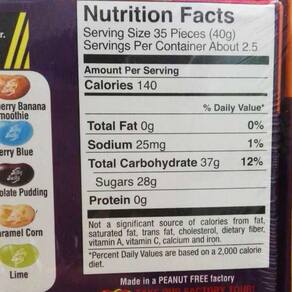 Nutrition Facts
Serving Size 35 Pieces (40g)
Servings Per Container About 2.5
Amount Per Serving
Calories 140
% Daily Value*
Total Fat 0g 0%
Sodium 25mg 1%
Total Carbohydrate 37g 12%
Sugars 28g
Protein 0g
Not a significant source of calories from fat,
saturated fat, trans fat, cholesterol, dietary fiber,
vitamin A, vitamin C, calcium and iron.
*Percent Daily Values are based on a 2,000 calorie
diet.
Made in a PEANUT FREE factory
r.
erry Banana
moothie
erry Blue
olate Pudding
aramel Corn
Lime